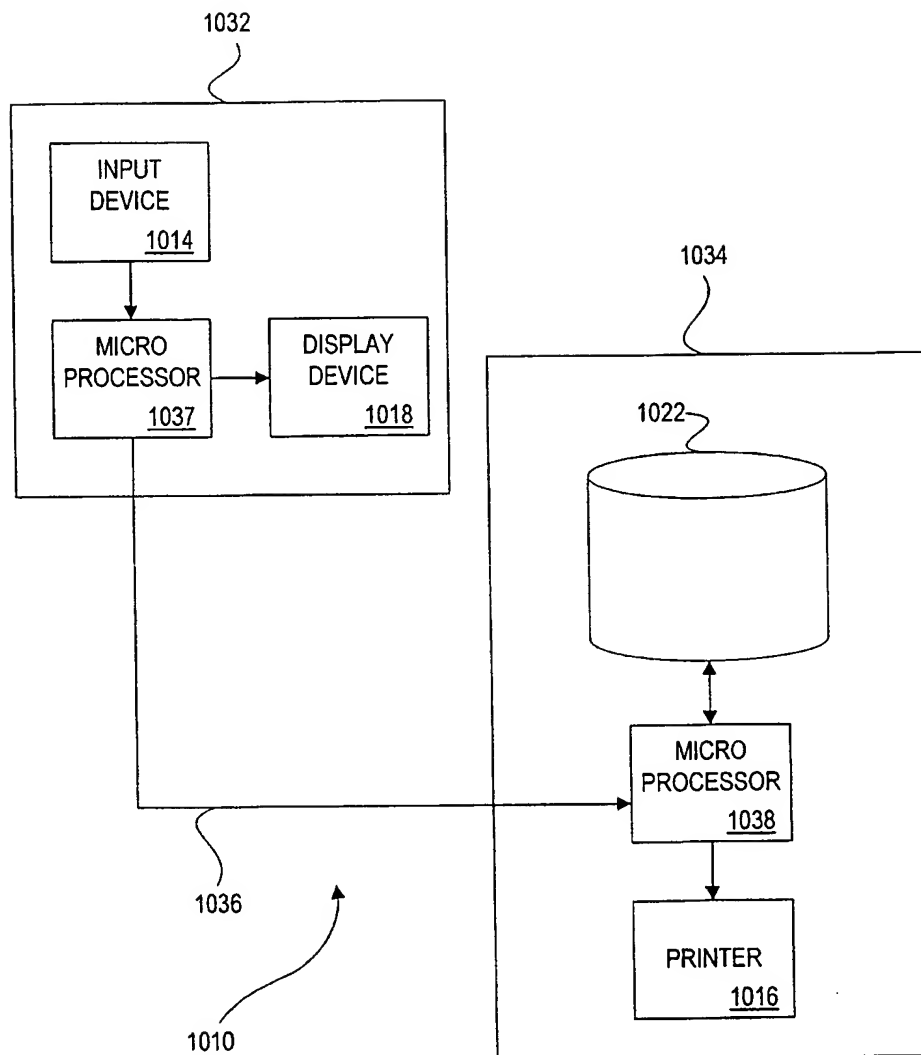 1032
INPUT
DEVICE
1014
1034
MICRO
PROCESSOR
1037
DISPLAY
DEVICE
1018
1022
MICRO
PROCESSOR
1038
1036
PRINTER
1016
1010